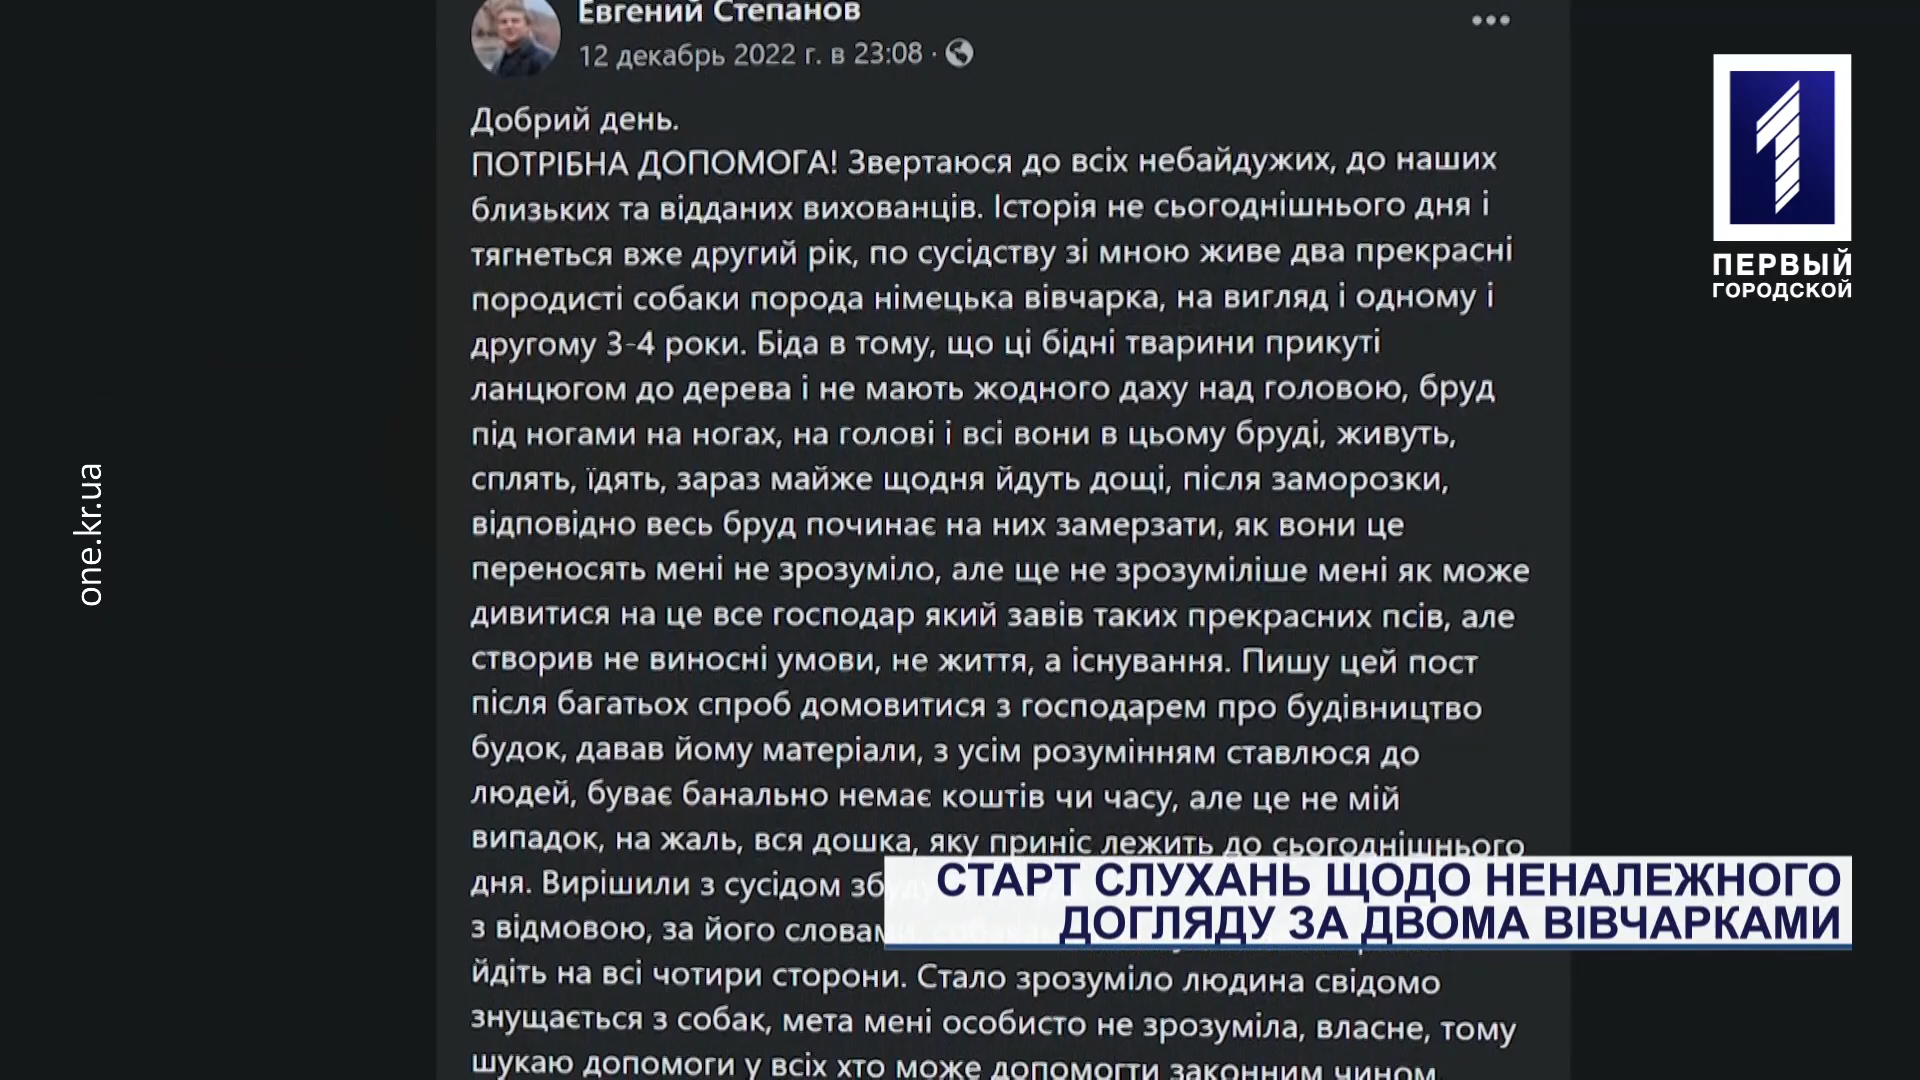 Евгений Степанов
12 декабрь 2022 г. в 23:08 ·
Добрий день.
ПОТРІБНА ДОПОМОГА! Звертаюся до всіх небайдужих, до наших
близьких та відданих вихованців. Історія не сьогоднішнього дня і
тягнеться вже другий рік, по сусідству зі мною живе два прекрасні
породисті собаки порода німецька вівчарка, на вигляд і одному і
другому 3-4 роки. Біда в тому, що ці бідні тварини прикуті
ланцюгом до дерева і не мають жодного даху над головою, бруд
під ногами на ногах, на голові і всі вони в цьому бруді, живуть,
сплять, їдять, зараз майже щодня йдуть дощі, після заморозки,
відповідно весь бруд починає на них замерзати, як вони це
переносять мені не зрозуміло, але ще не зрозуміліше мені як може
дивитися на це все господар який завів таких прекрасних псів, але
створив не виносні умови, не життя, а існування. Пишу цей пост
після багатьох спроб домовитися з господарем про будівництво
будок, давав йому матеріали, з усім розумінням ставлюся до
людей, буває банально немає коштів чи часу, але це не мій
випадок, на жаль, вся дошка, яку приніс лежить до сьогоднішнього
дня. Вирішили з сусідом
з відмовою, за його словами
йдіть на всі чотири сторони. Стало зрозуміло людина свідомо
знущається з собак, мета мені особисто не зрозуміла, власне, тому
шукаю допомоги у всіх хто може допомогти законним чином.
СТАРТ СЛУХАНЬ ЩОДО НЕНАЛЕЖНОГО
ДОГЛЯДУ ЗА ДВОМА ВІВЧАРКАМИ
1
ПЕРВЫЙ
ГОРОДСКОЙ
one.kr.ua